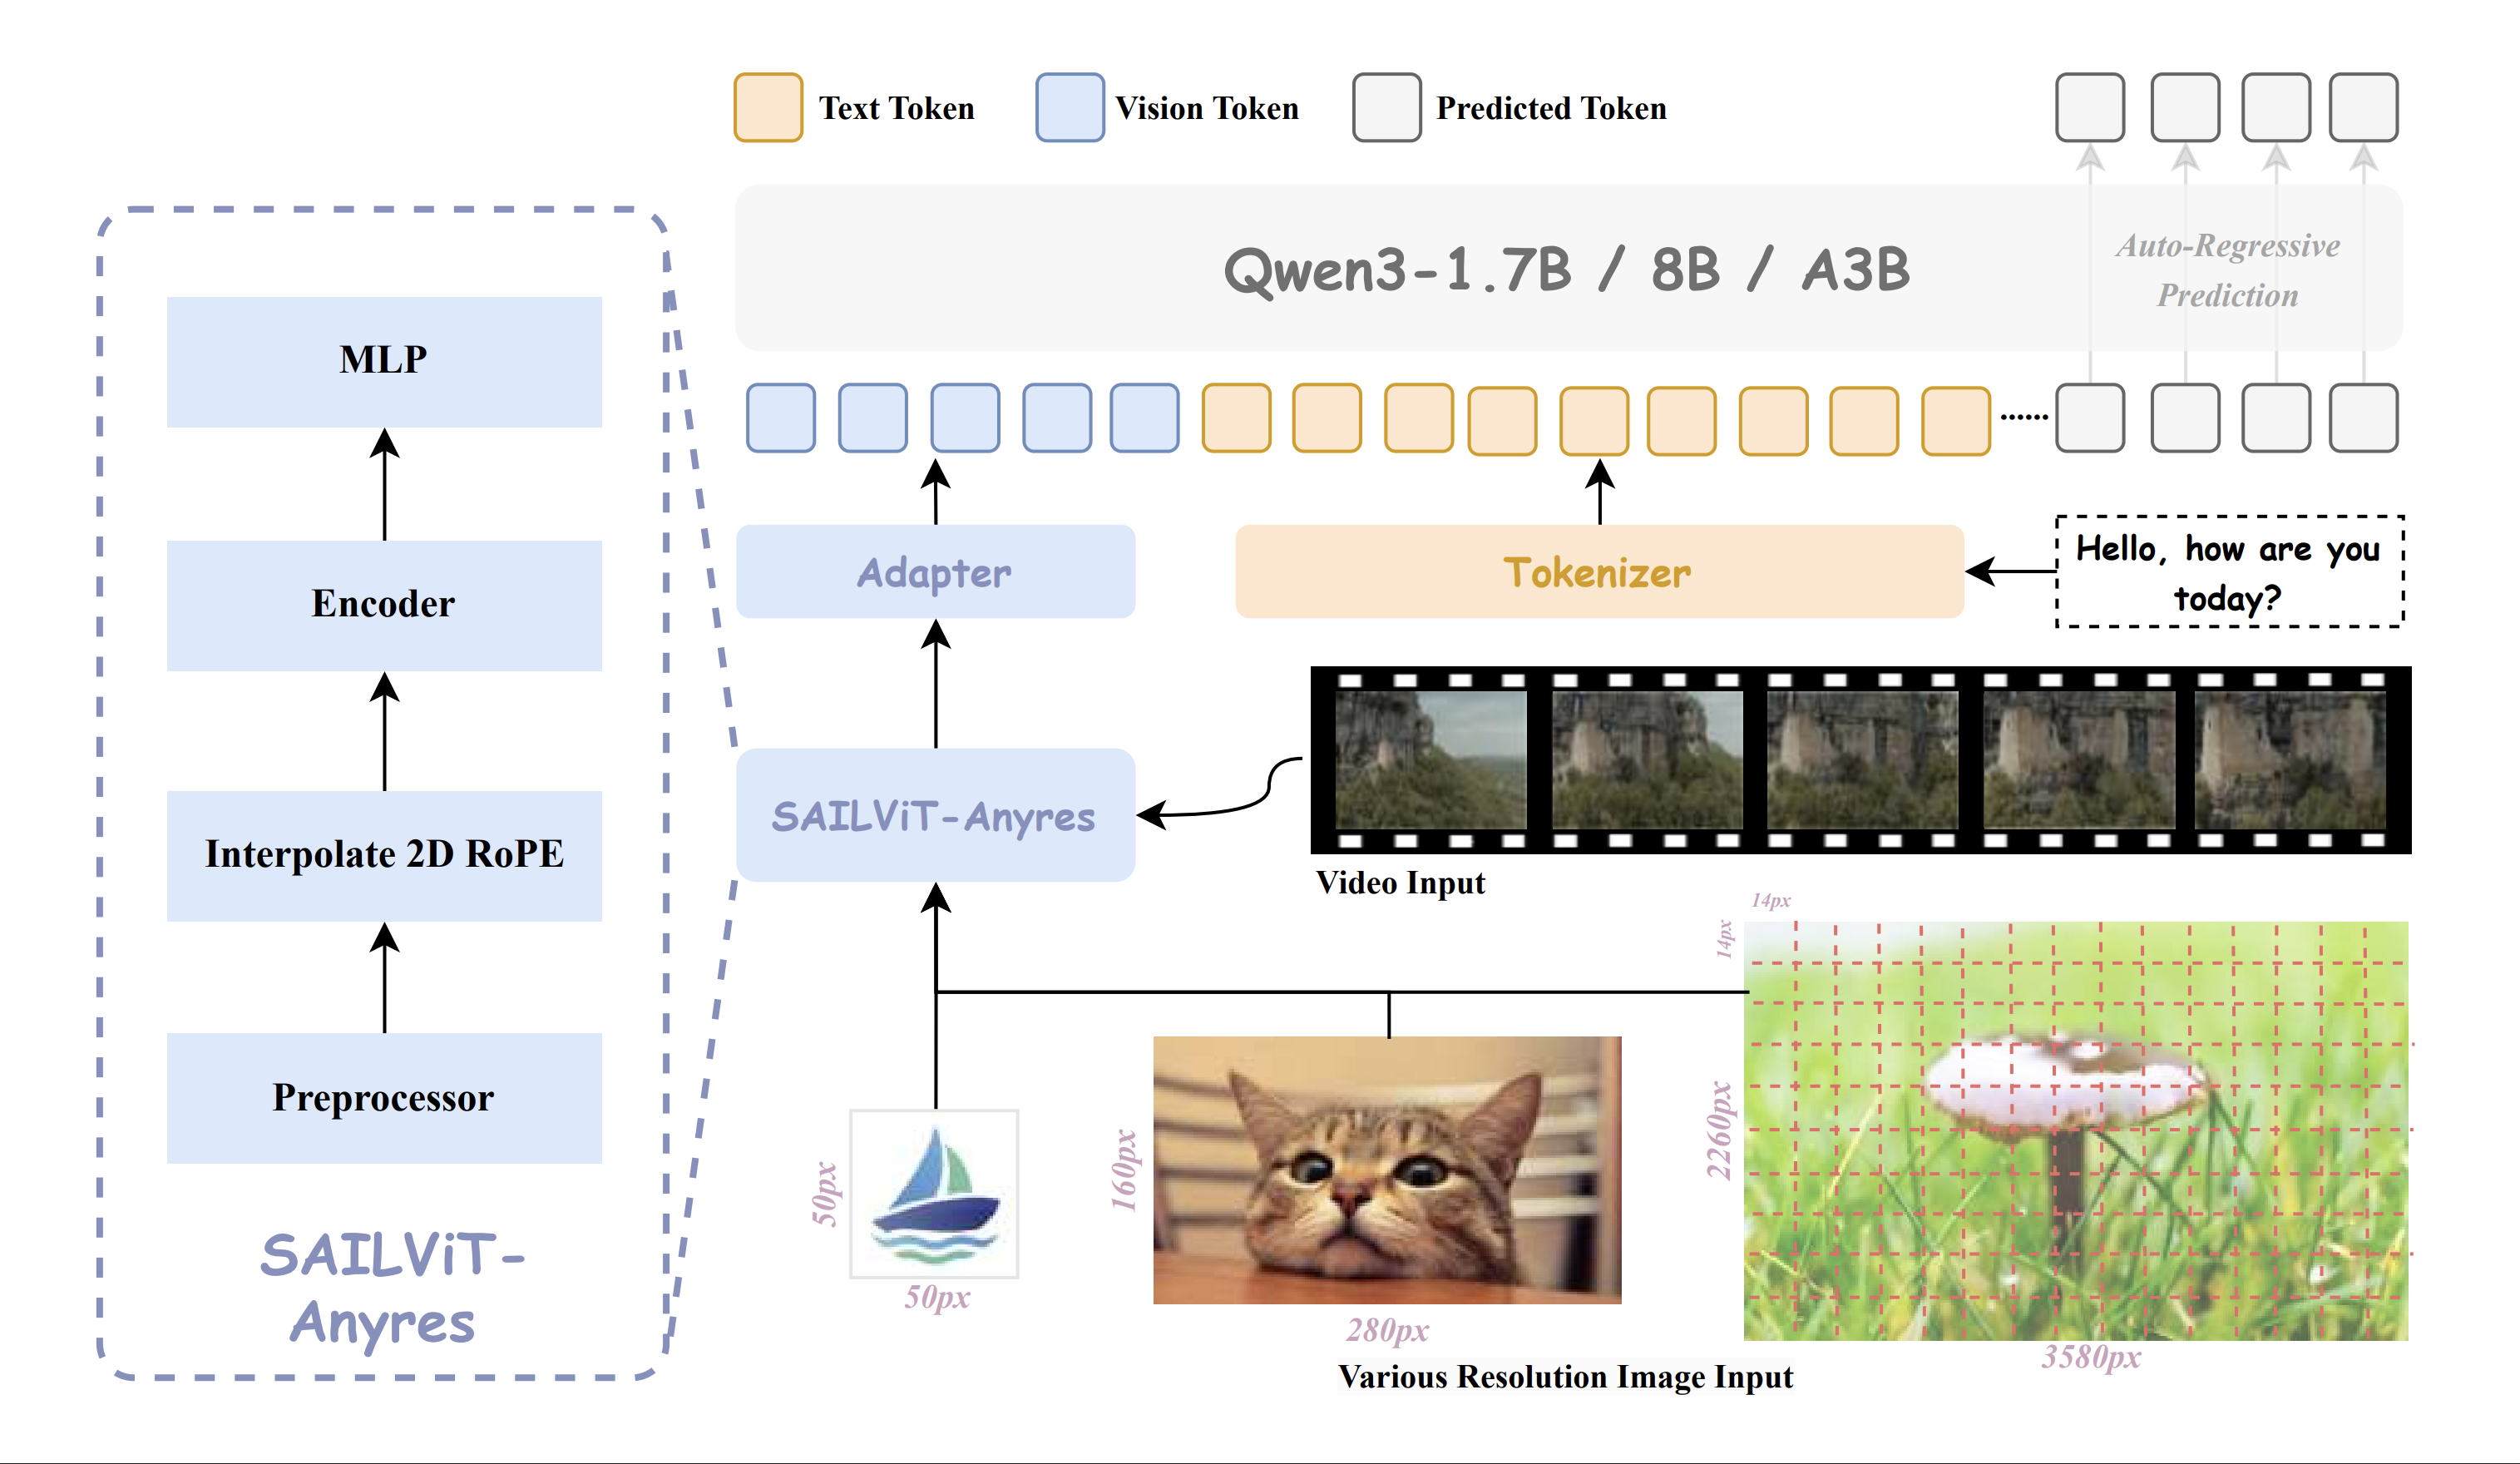 Text Token
Vision Token
Predicted Token
Qwen3-1.7B / 8B / A3B
Auto-Regressive
Prediction
......
MLP
Encoder
Interpolate 2D RoPE
Preprocessor
SAILViT-
Anyres
Adapter
Tokenizer
Hello, how are you
today?
SAILViT-Anyres
Video Input
14px
14px
50px
50px
160px
280px
2260px
3580px
Various Resolution Image Input